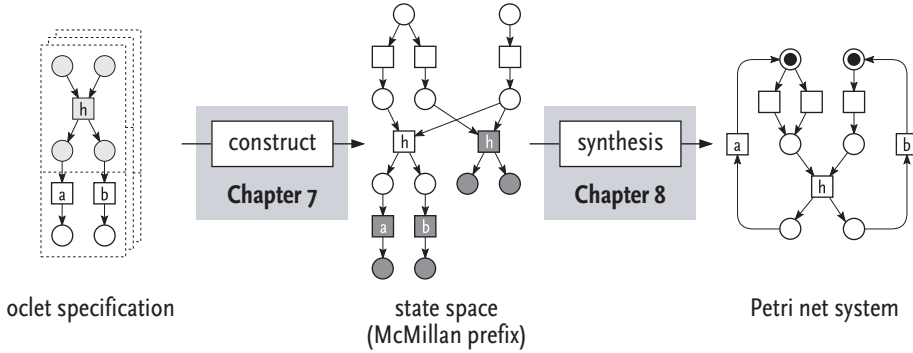 h
a
b
oclet specification
construct
Chapter 7
h
h
a
b
state space
(McMillan prefix)
synthesis
Chapter 8
a
b
h
Petri net system